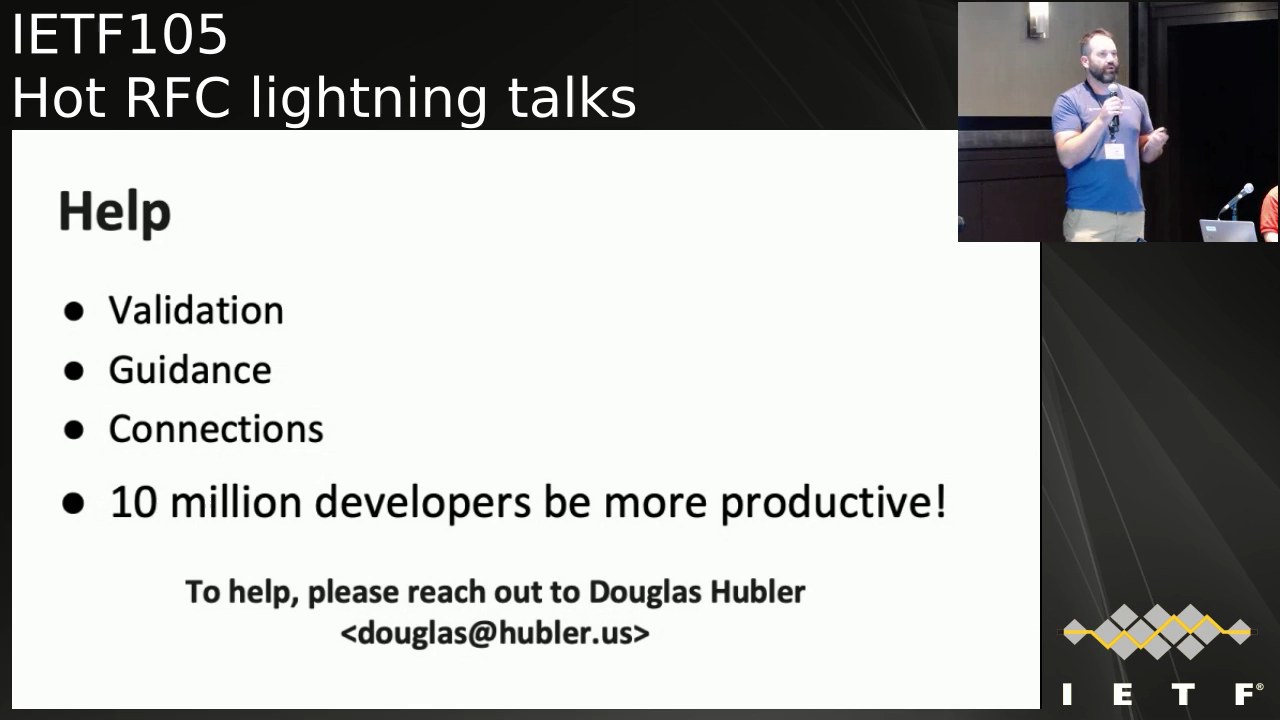 IETF105
Hot RFC lightning talks
Help
● Validation
● Guidance
● Connections
● 10 million developers be more productive!
To help, please reach out to Douglas Hubler
<douglas@hubler.us>
I E T F®